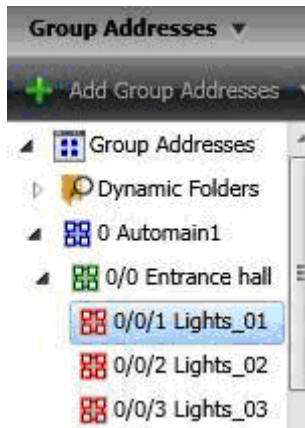 Group Addresses
Add Group Addresses
Group Addresses
Dynamic Folders
0 Automain1
0/0 Entrance hall
0/0/1 Lights_01
0/0/2 Lights_02
0/0/3 Lights_03